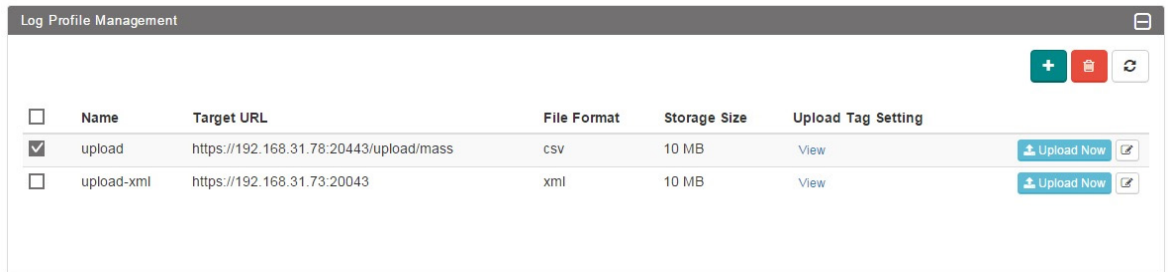 Log Profile Management
Name Target URL File Format Storage Size Upload Tag Setting
upload https://192.168.31.78:20443/upload/mass csv 10 MB View Upload Now
upload-xml https://192.168.31.73:20043 xml 10 MB View Upload Now